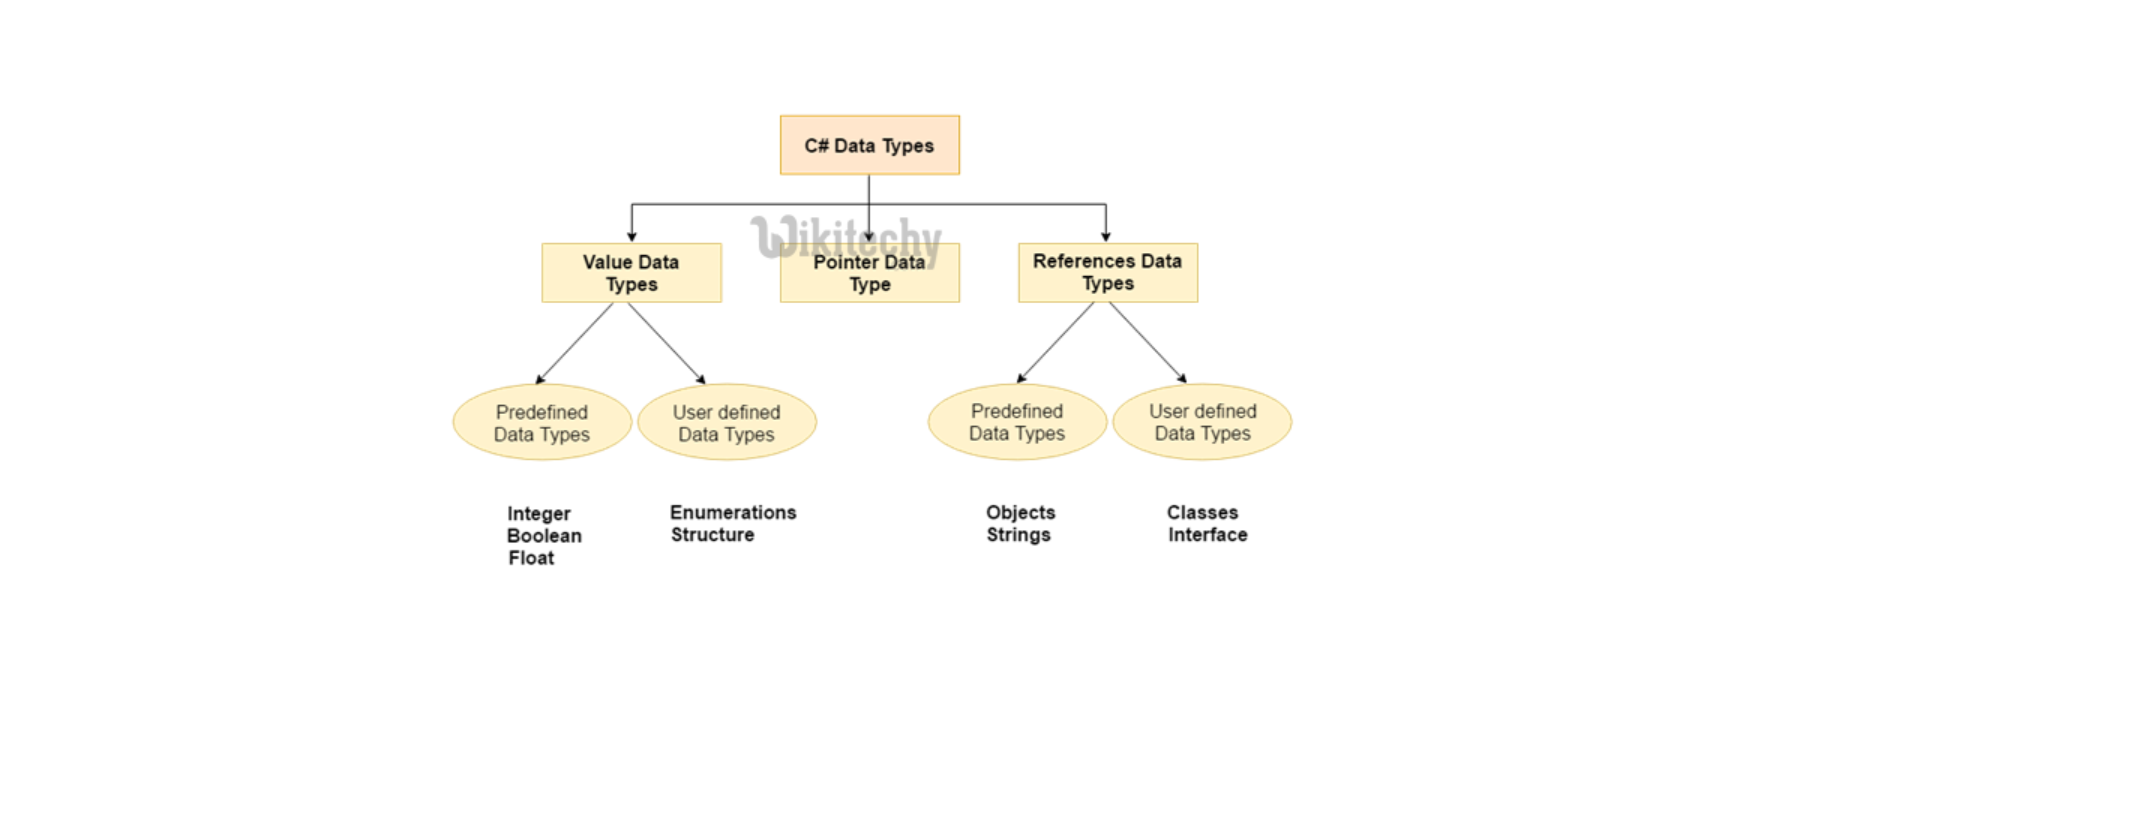 C# Data Types
Wikitechy
Value Data
Types
Pointer Data
Type
References Data
Types
Predefined
Data Types
User defined
Data Types
Predefined
Data Types
User defined
Data Types
Integer
Boolean
Float
Enumerations
Structure
Objects
Strings
Classes
Interface